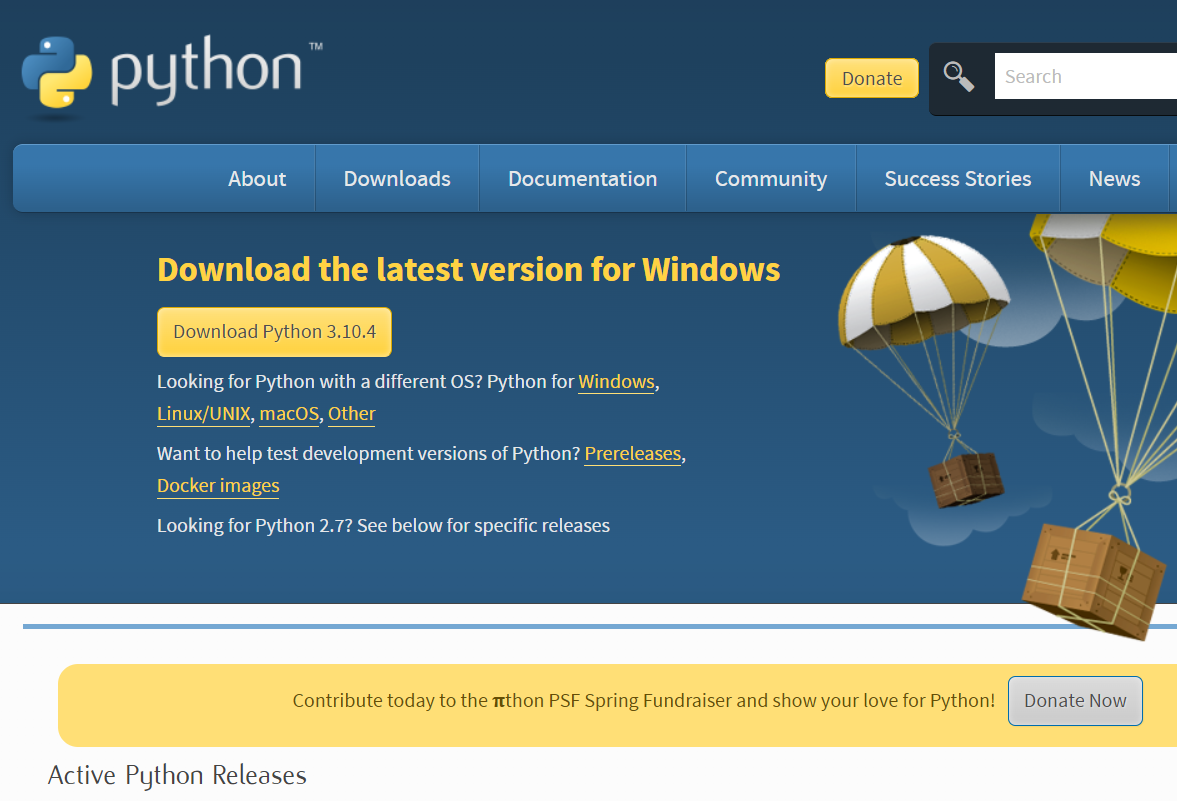 python™
Donate
Search
About
Downloads
Documentation
Community
Success Stories
News
Download the latest version for Windows
Download Python 3.10.4
Looking for Python with a different OS? Python for Windows,
Linux/UNIX, macOS, Other
Want to help test development versions of Python? Prereleases,
Docker images
Looking for Python 2.7? See below for specific releases
Contribute today to the πthon PSF Spring Fundraiser and show your love for Python!
Donate Now
Active Python Releases